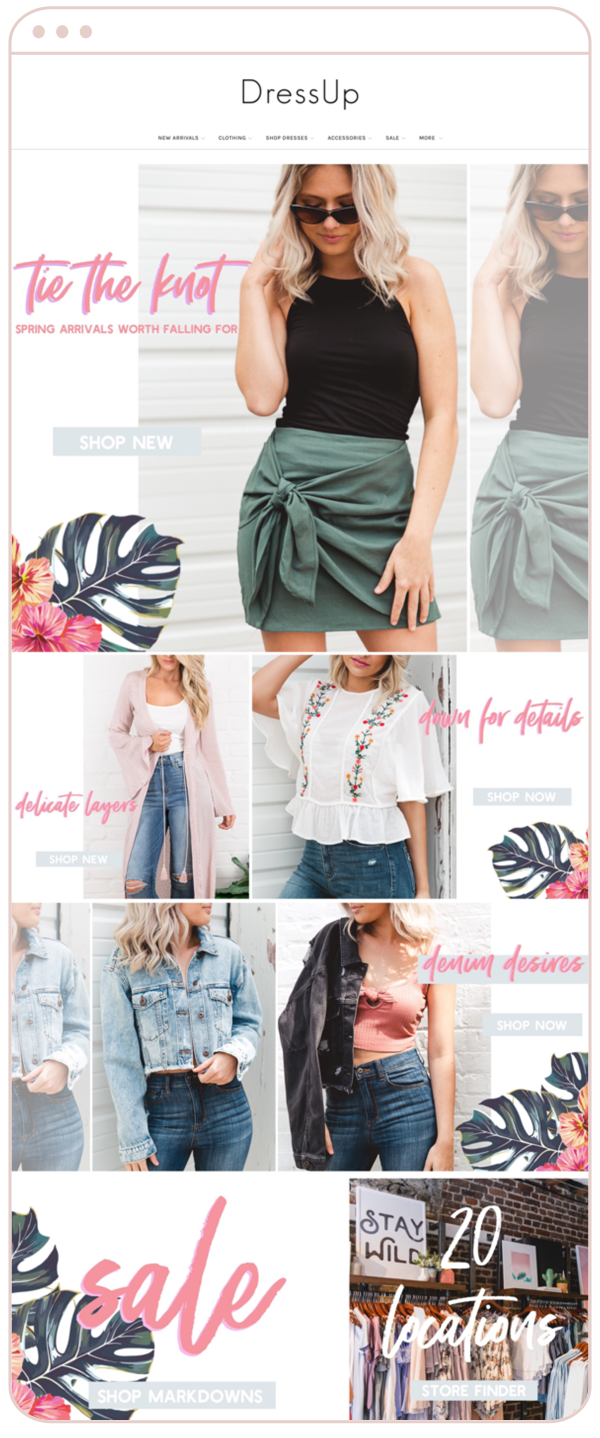 DressUp
NEW ARRIVALS
CLOTHING
SHOP DRESSES
ACCESSORIES
SALE
MORE
tie the knot
SPRING ARRIVALS WORTH FALLING FOR
SHOP NEW
down for details
SHOP NOW
delicate layers
SHOP NEW
denim desires
SHOP NOW
sale
SHOP MARKDOWNS
STAY
WILD
20
locations
STORE FINDER